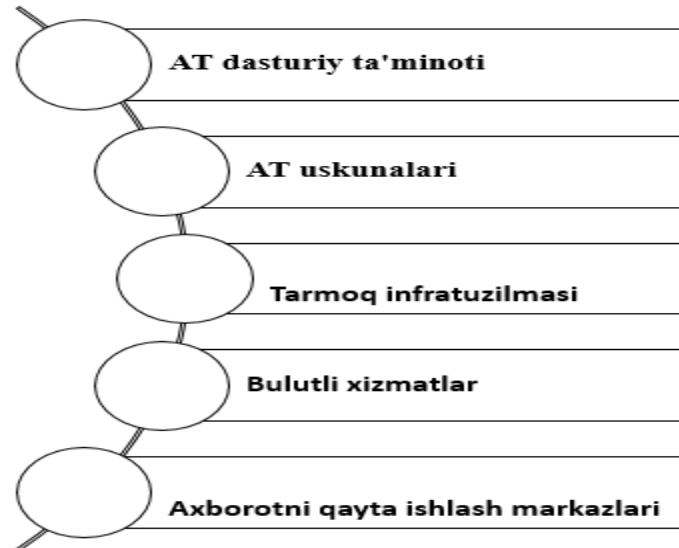 AT dasturiy ta'minoti
AT uskunalari
Tarmoq infratuzilmasi
Bulutli xizmatlar
Axborotni qayta ishlash markazlari